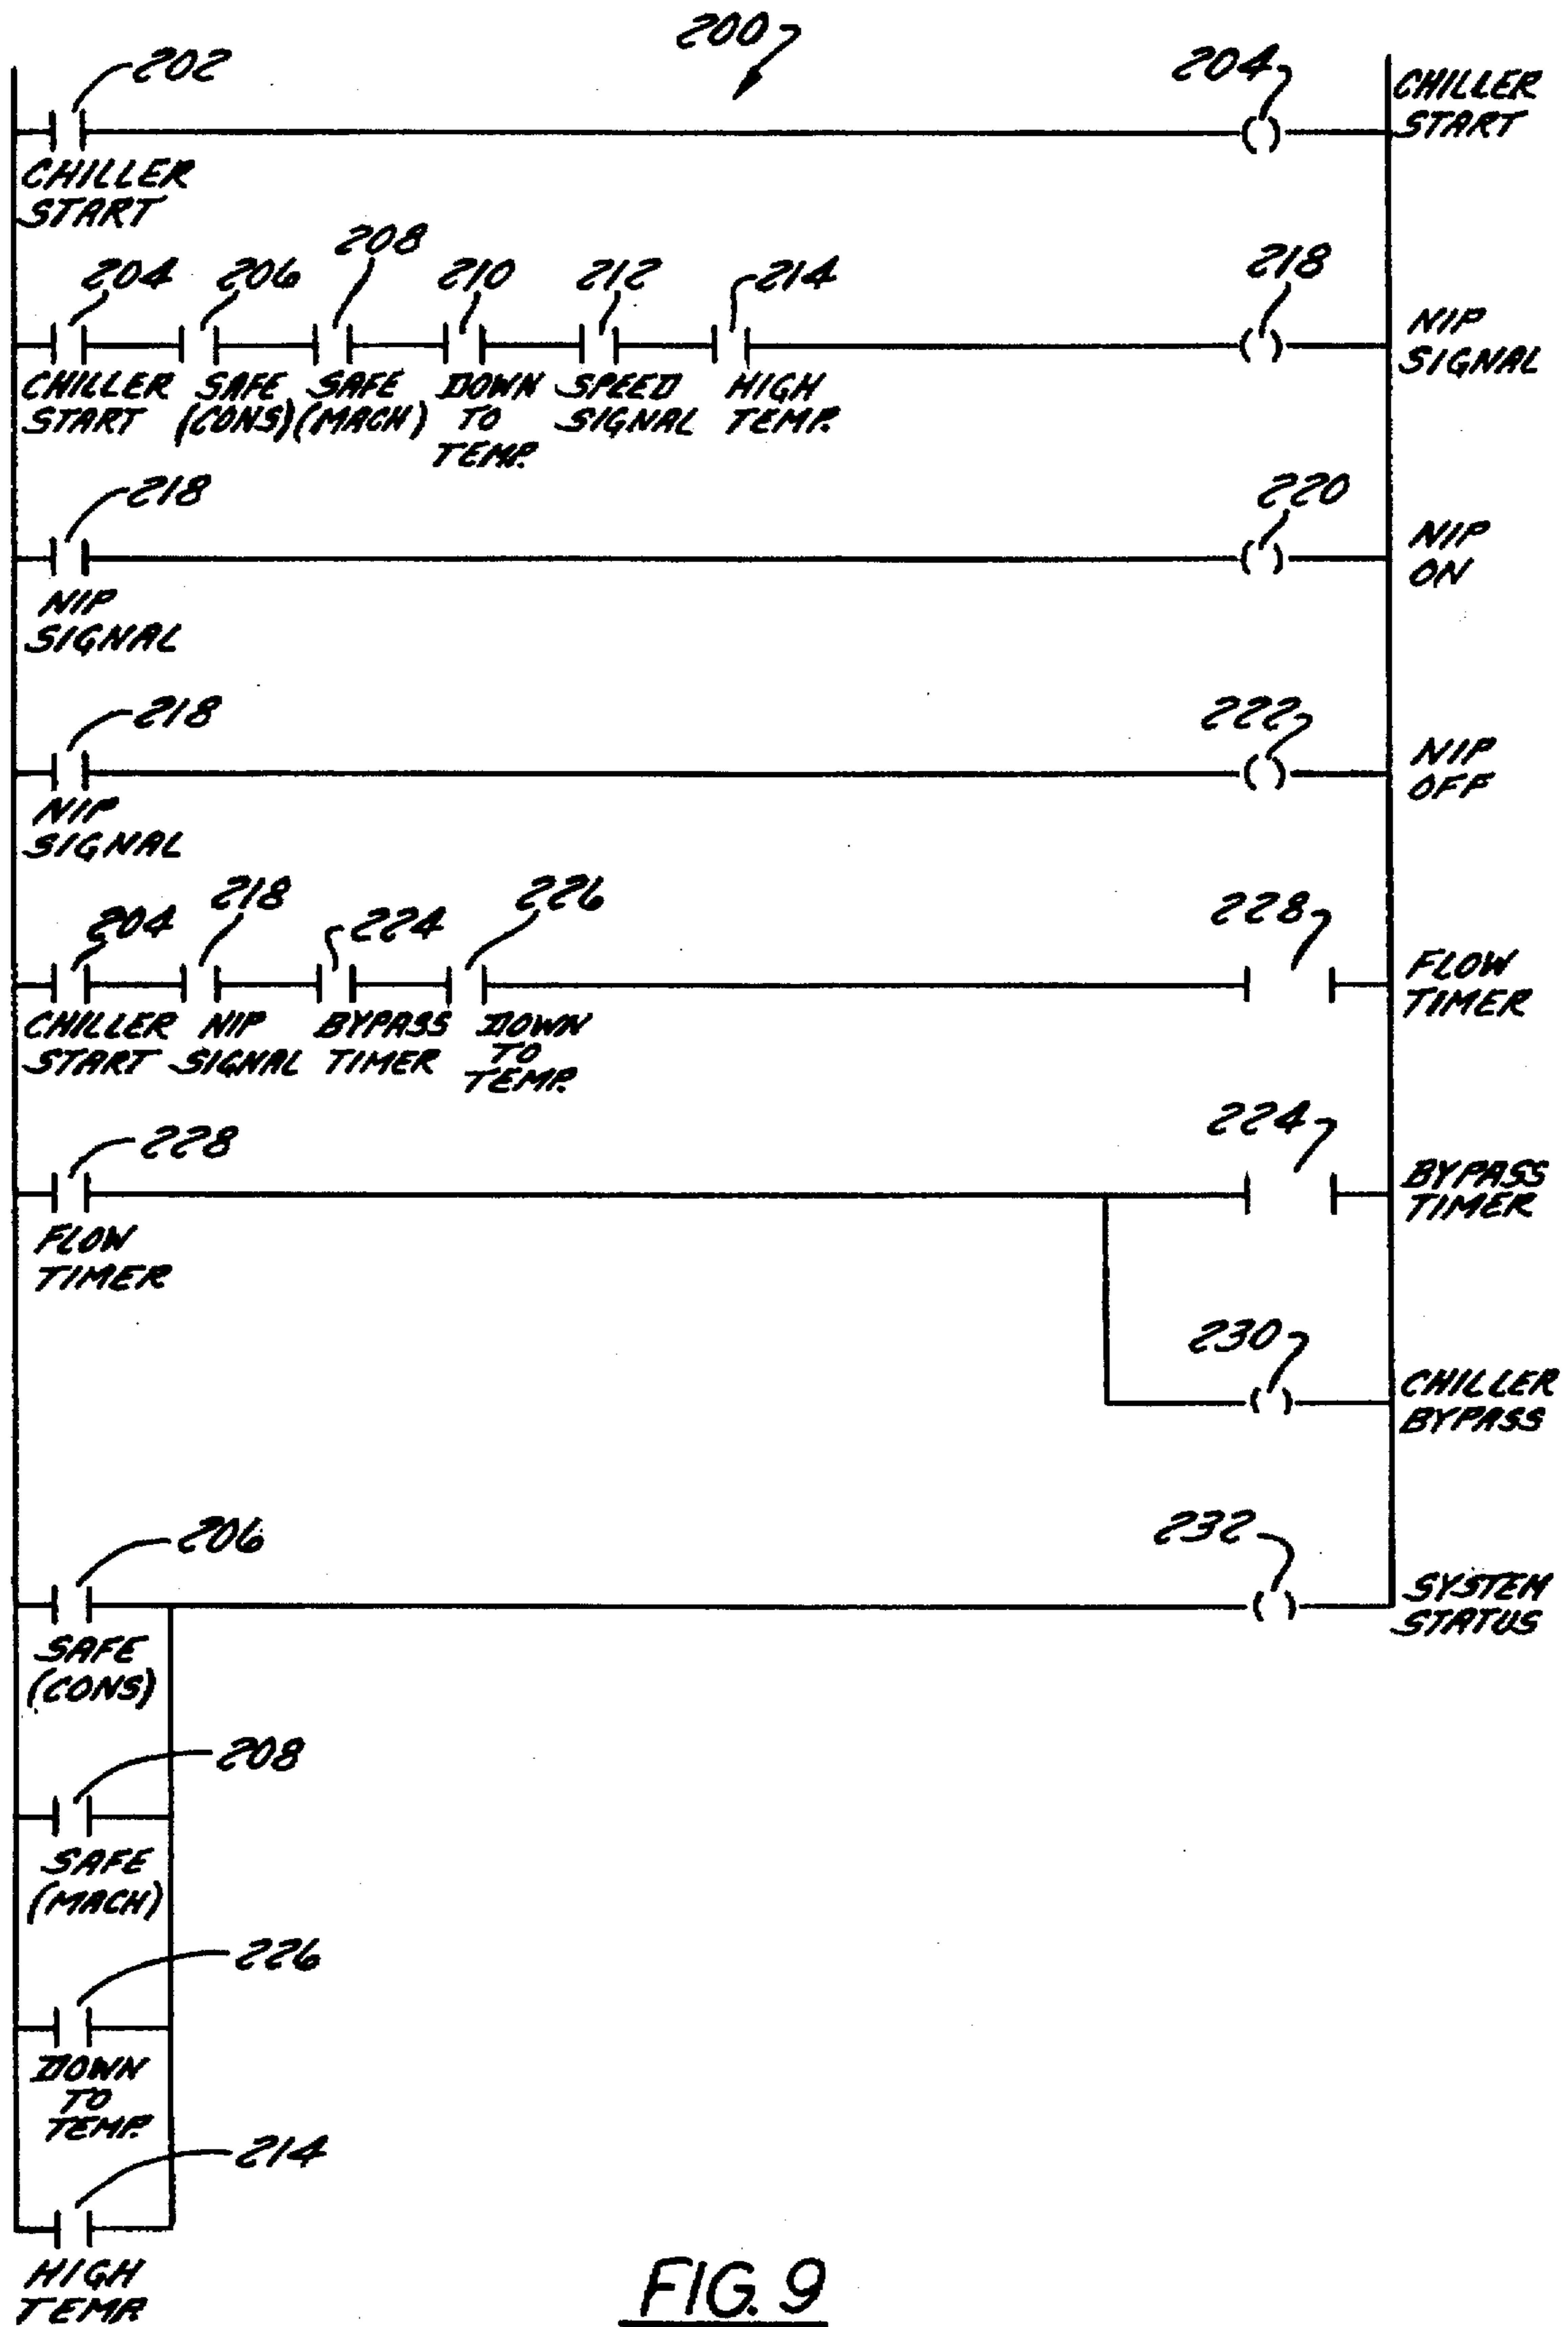 200
202
204
CHILLER
START
CHILLER
START
204
206
208
210
212
214
218
NIP
SIGNAL
CHILLER
START
SAFE
(CONS)
SAFE
(MACH)
DOWN
TO
TEMP.
SPEED
SIGNAL
HIGH
TEMP.
218
220
NIP
ON
NIP
SIGNAL
218
222
NIP
OFF
NIP
SIGNAL
204
218
224
226
228
FLOW
TIMER
CHILLER
START
NIP
SIGNAL
BYPASS
TIMER
DOWN
TO
TEMP.
228
224
BYPASS
TIMER
FLOW
TIMER
230
CHILLER
BYPASS
206
232
SYSTEM
STATUS
SAFE
(CONS)
208
SAFE
(MACH)
226
DOWN
TO
TEMP.
214
HIGH
TEMP.
FIG. 9